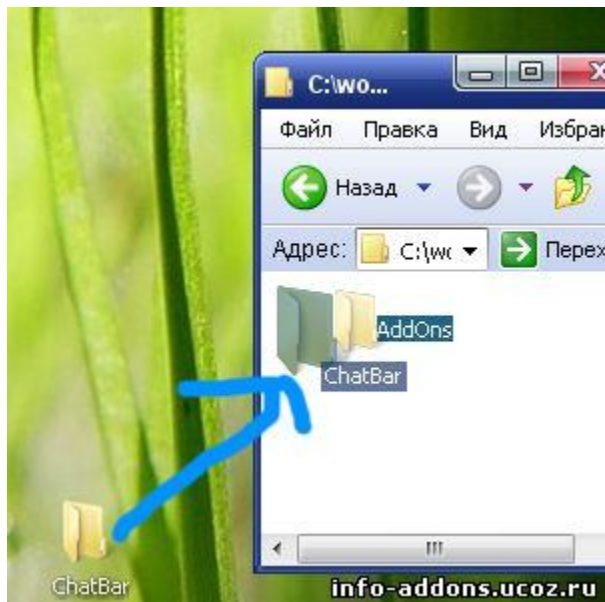 C:\wo...
Файл Правка Вид Избран
Назад
Адрес: C:\wo Перех
AddOns
ChatBar
ChatBar
info-addons.ucoz.ru